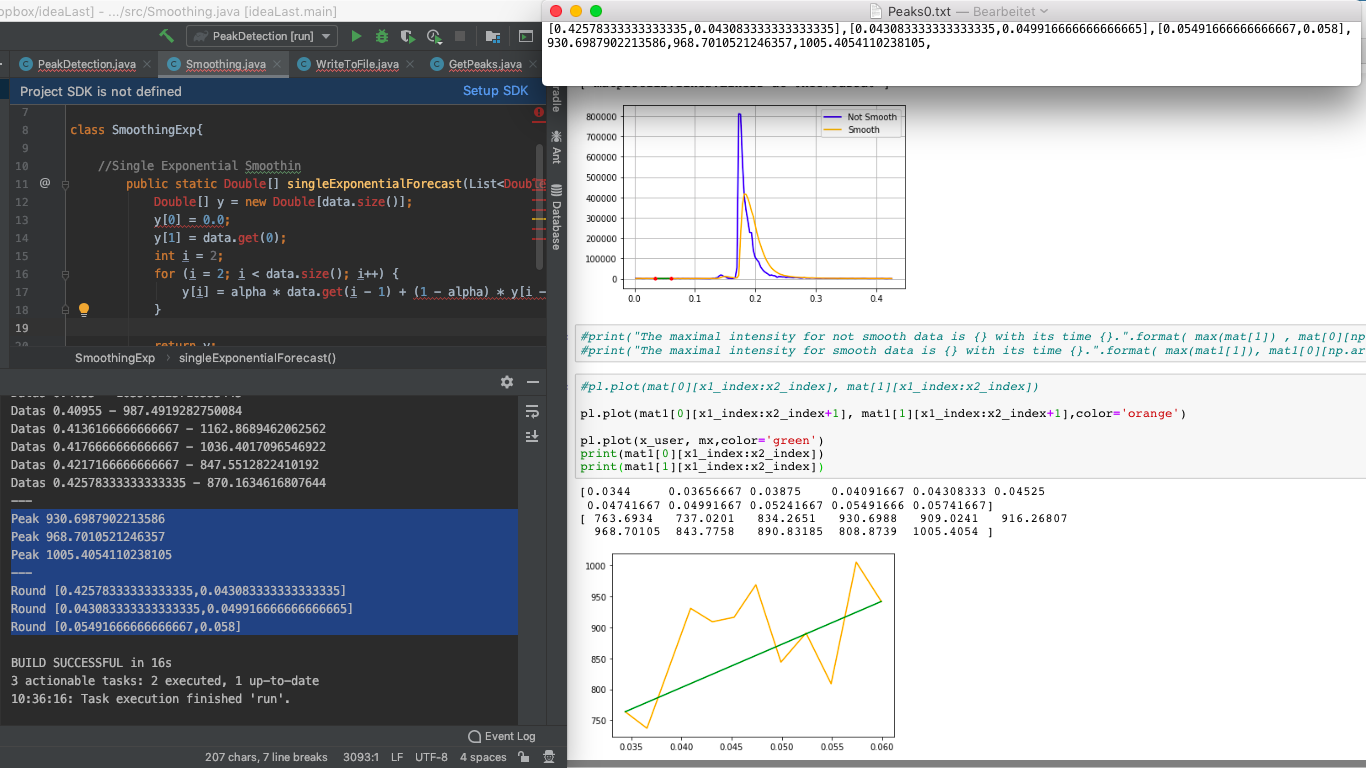 opbox/ideaLast] – .../src/Smoothing.java [ideaLast.main]
PeakDetection [run]
PeakDetection.java
Smoothing.java
WriteToFile.java
GetPeaks.java
Project SDK is not defined
Setup SDK
7
8 class SmoothingExp{
9
10 //Single Exponential Smoothin
11 @ public static Double[] singleExponentialForecast(List<Double
12 Double[] y = new Double[data.size()];
13 y[0] = 0.0;
14 y[1] = data.get(0);
15 int i = 2;
16 for (i = 2; i < data.size(); i++) {
17 y[i] = alpha * data.get(i - 1) + (1 - alpha) * y[i -
18 }
19
20 return y;
SmoothingExp › singleExponentialForecast()
Ant
Database
Datas 0.40955 - 987.4919282750084
Datas 0.4136166666666667 - 1162.8689462062562
Datas 0.4176666666666667 - 1036.4017096546922
Datas 0.4217166666666667 - 847.5512822410192
Datas 0.42578333333333335 - 870.1634616807644
---
Peak 930.6987902213586
Peak 968.7010521246357
Peak 1005.4054110238105
---
Round [0.42578333333333335,0.043083333333333335]
Round [0.043083333333333335,0.049916666666666665]
Round [0.05491666666666667,0.058]
BUILD SUCCESSFUL in 16s
3 actionable tasks: 2 executed, 1 up-to-date
10:36:16: Task execution finished 'run'.
Event Log
207 chars, 7 line breaks 3093:1 LF UTF-8 4 spaces
Peaks0.txt — Bearbeitet
[0.42578333333333335,0.043083333333333335],[0.043083333333333335,0.049916666666666665],[0.05491666666666667,0.058],
930.6987902213586,968.7010521246357,1005.4054110238105,
800000
700000
600000
500000
400000
300000
200000
100000
0
0.0 0.1 0.2 0.3 0.4
Not Smooth
Smooth
#print("The maximal intensity for not smooth data is {} with its time {}.".format( max(mat[1]) , mat[0][np
#print("The maximal intensity for smooth data is {} with its time {}.".format( max(mat1[1]), mat1[0][np.ar
#pl.plot(mat[0][x1_index:x2_index], mat[1][x1_index:x2_index])
pl.plot(mat1[0][x1_index:x2_index+1], mat1[1][x1_index:x2_index+1],color='orange')
pl.plot(x_user, mx,color='green')
print(mat1[0][x1_index:x2_index])
print(mat1[1][x1_index:x2_index])
[0.0344 0.03656667 0.03875 0.04091667 0.04308333 0.04525
0.04741667 0.04991667 0.05241667 0.05491666 0.05741667]
[ 763.6934 737.0201 834.2651 930.6988 909.0241 916.26807
968.70105 843.7758 890.83185 808.8739 1005.4054 ]
1000
950
900
850
800
750
0.035 0.040 0.045 0.050 0.055 0.060